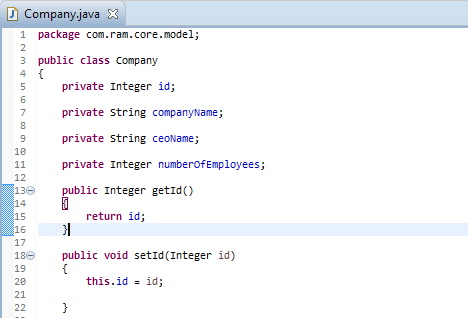 Company.java
1 package com.ram.core.model;
2
3 public class Company
4 {
5 private Integer id;
6
7 private String companyName;
8
9 private String ceoName;
10
11 private Integer numberOfEmployees;
12
13 public Integer getId()
14 {
15 return id;
16 }
17
18 public void setId(Integer id)
19 {
20 this.id = id;
21
22 }